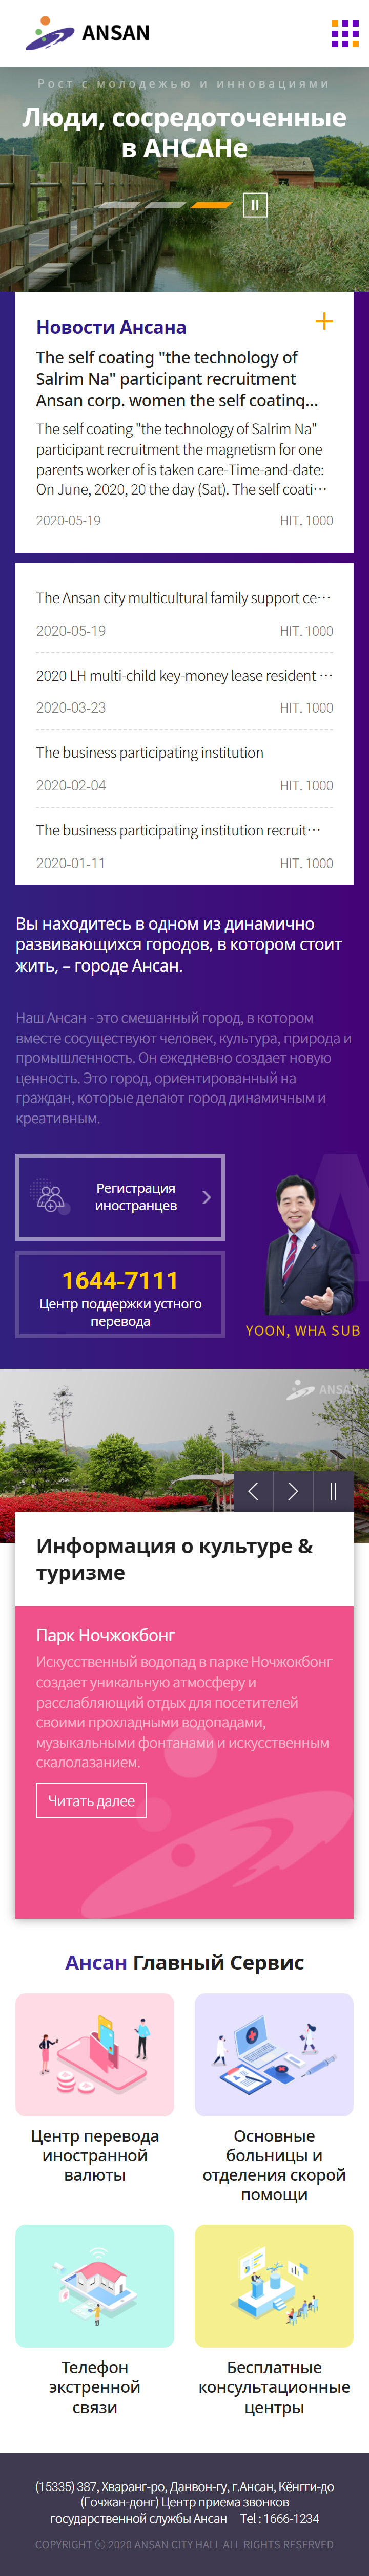 ANSAN
Рост с молодежью и инновациями
Люди, сосредоточенные
в АНСАНе
Новости Ансана
The self coating "the technology of
Salrim Na" participant recruitment
Ansan corp. women the self coating...
The self coating "the technology of Salrim Na"
participant recruitment the magnetism for one
parents worker of is taken care-Time-and-date:
On June, 2020, 20 the day (Sat). The self coati···
2020-05-19 HIT. 1000
The Ansan city multicultural family support ce···
2020-05-19 HIT. 1000
2020 LH multi-child key-money lease resident ···
2020-03-23 HIT. 1000
The business participating institution
2020-02-04 HIT. 1000
The business participating institution recruit···
2020-01-11 HIT. 1000
Вы находитесь в одном из динамично
развивающихся городов, в котором стоит
жить, – городе Ансан.
Наш Ансан - это смешанный город, в котором
вместе сосуществуют человек, культура, природа и
промышленность. Он ежедневно создает новую
ценность. Это город, ориентированный на
граждан, которые делают город динамичным и
креативным.
Регистрация
иностранцев
1644-7111
Центр поддержки устного
перевода
YOON, WHA SUB
ANSAN
Информация о культуре &
туризме
Парк Ночжокбонг
Искусственный водопад в парке Ночжокбонг
создает уникальную атмосферу и
расслабляющий отдых для посетителей
своими прохладными водопадами,
музыкальными фонтанами и искусственным
скалолазанием.
Читать далее
Ансан Главный Сервис
Центр перевода
иностранной
валюты
Основные
больницы и
отделения скорой
помощи
Телефон
экстренной
связи
Бесплатные
консультационные
центры
(15335) 387, Хваранг-ро, Данвон-гу, г.Ансан, Кёнгги-до
(Гочжан-донг) Центр приема звонков
государственной службы Ансан Tel : 1666-1234
COPYRIGHT ⓒ 2020 ANSAN CITY HALL ALL RIGHTS RESERVED